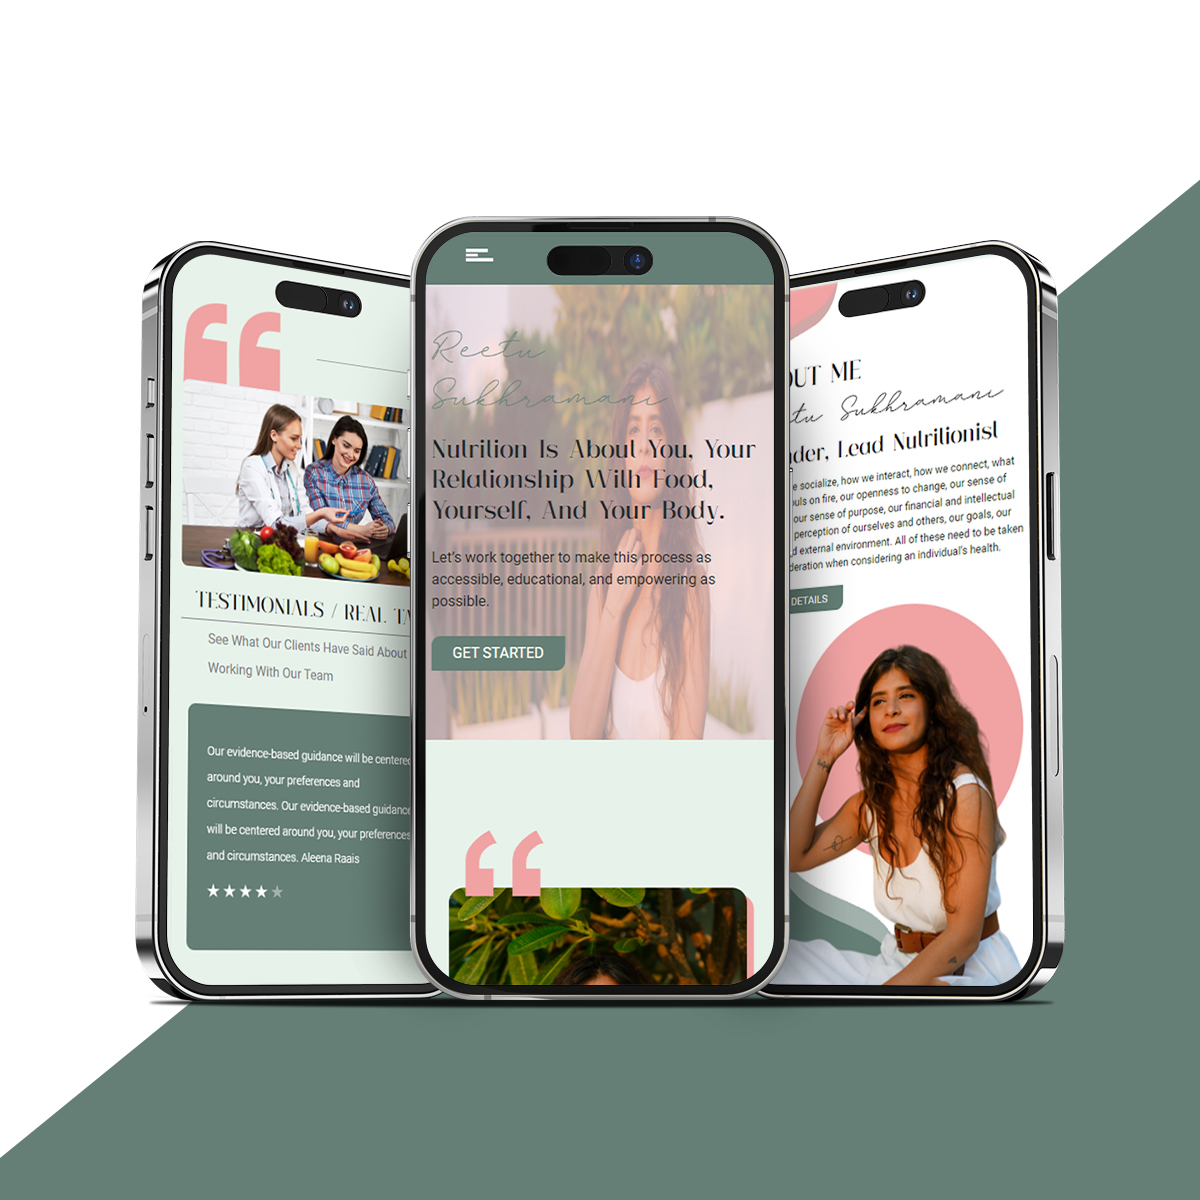 TESTIMONIALS / REAL
See What Our Clients Have Said About
Working With Our Team
Our evidence-based guidance will be centered
around you, your preferences and
circumstances. Our evidence-based guidance
will be centered around you, your preferences
and circumstances. Aleena Raais
Reetu
Sukhramani
Nutrition Is About You, Your
Relationship With Food,
Yourself, And Your Body.
Let's work together to make this process as
accessible, educational, and empowering as
possible.
GET STARTED
OUT ME
etu Sukhramani
der, Lead Nutritionist
e socialize, how we interact, how we connect, what
uls on fire, our openness to change, our sense of
our sense of purpose, our financial and intellectual
perception of ourselves and others, our goals, our
d external environment. All of these need to be taken
deration when considering an individual's health.
DETAILS